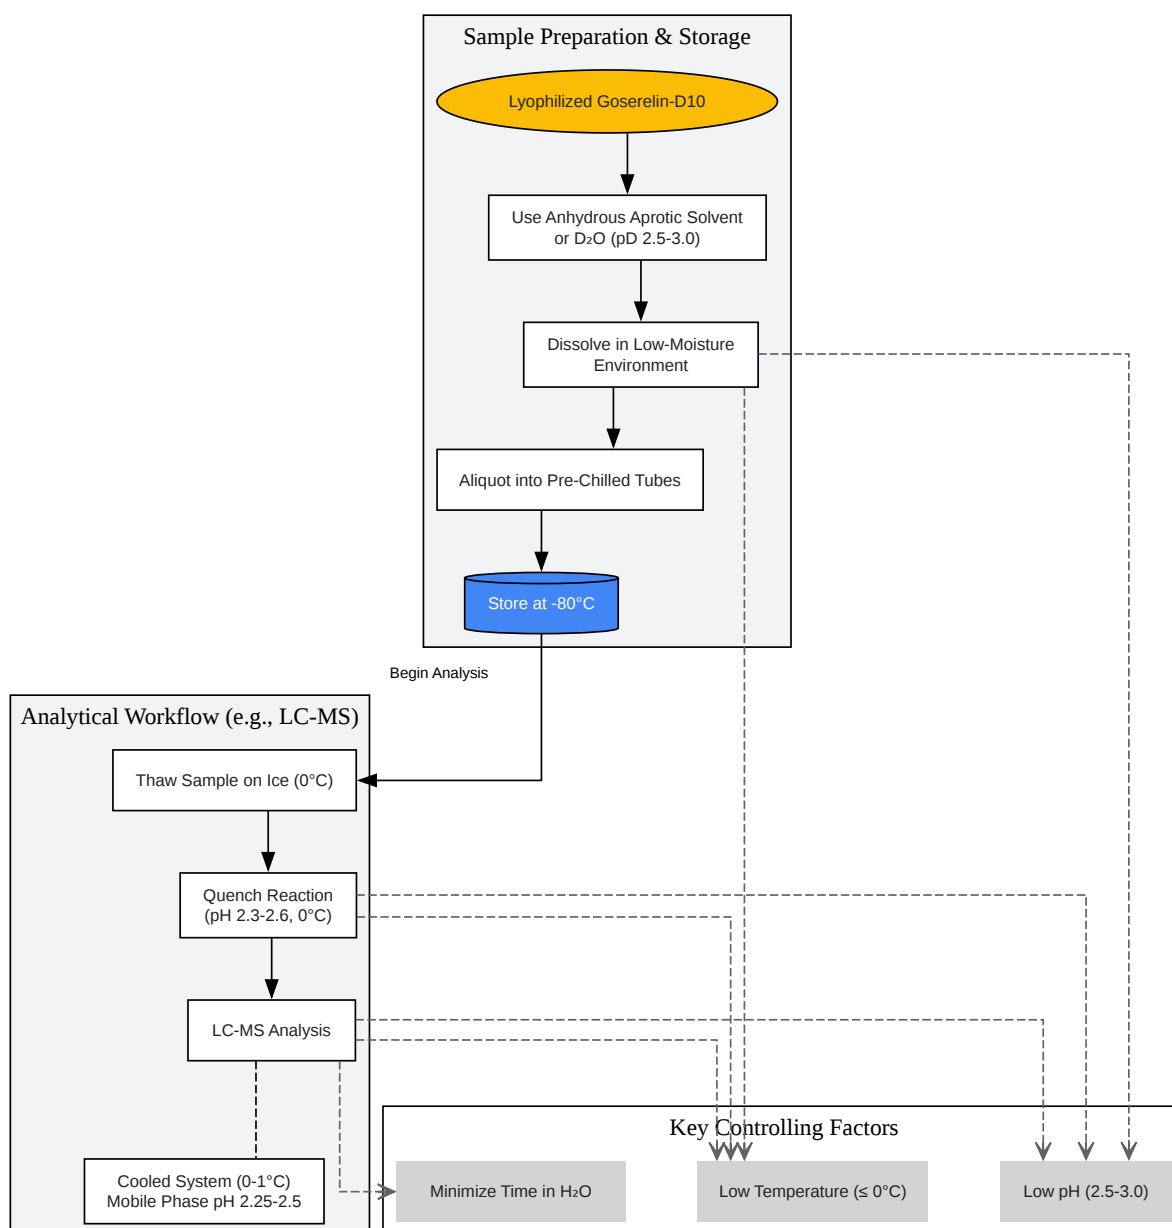 Sample Preparation & Storage
Lyophilized Goserelin-D10
Use Anhydrous Aprotic Solvent
or D₂O (pD 2.5-3.0)
Dissolve in Low-Moisture
Environment
Aliquot into Pre-Chilled Tubes
Store at -80°C
Begin Analysis
Analytical Workflow (e.g., LC-MS)
Thaw Sample on Ice (0°C)
Quench Reaction
(pH 2.3-2.6, 0°C)
LC-MS Analysis
Cooled System (0-1°C)
Mobile Phase pH 2.25-2.5
Key Controlling Factors
Minimize Time in H₂O
Low Temperature (≤ 0°C)
Low pH (2.5-3.0)